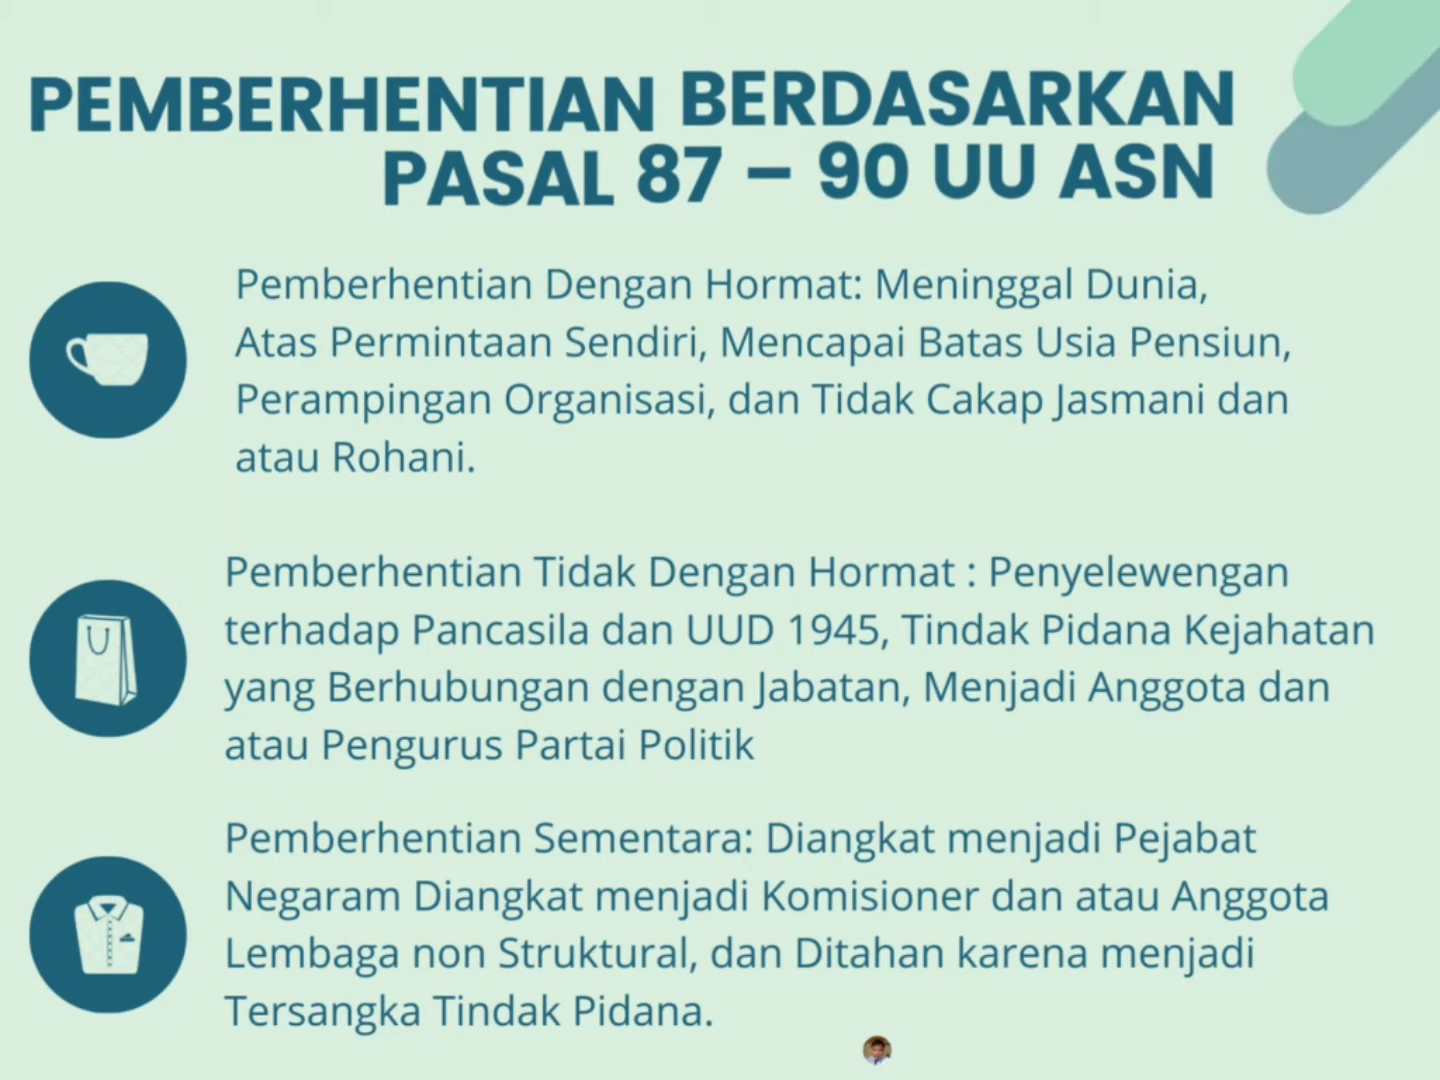 PEMBERHENTIAN BERDASARKAN
PASAL 87 – 90 UU ASN
Pemberhentian Dengan Hormat: Meninggal Dunia,
Atas Permintaan Sendiri, Mencapai Batas Usia Pensiun,
Perampingan Organisasi, dan Tidak Cakap Jasmani dan
atau Rohani.
Pemberhentian Tidak Dengan Hormat : Penyelewengan
terhadap Pancasila dan UUD 1945, Tindak Pidana Kejahatan
yang Berhubungan dengan Jabatan, Menjadi Anggota dan
atau Pengurus Partai Politik
Pemberhentian Sementara: Diangkat menjadi Pejabat
Negaram Diangkat menjadi Komisioner dan atau Anggota
Lembaga non Struktural, dan Ditahan karena menjadi
Tersangka Tindak Pidana.